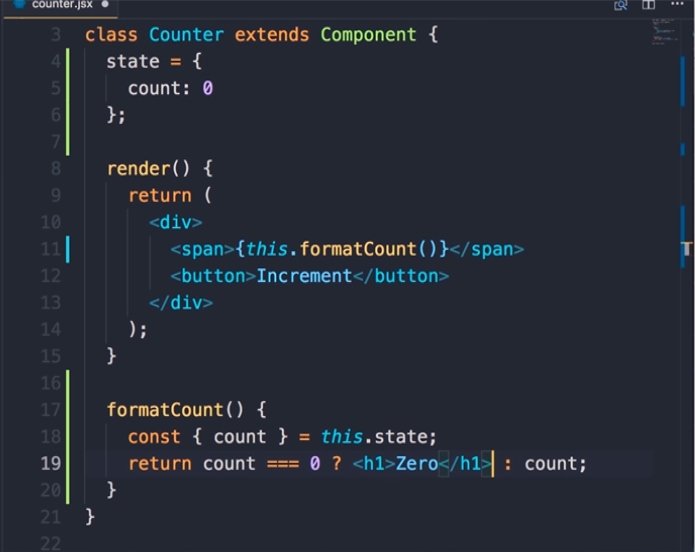 counter.jsx
3 class Counter extends Component {
4 state = {
5 count: 0
6 };
7
8 render() {
9 return (
10 <div>
11 <span>{this.formatCount()}</span>
12 <button>Increment</button>
13 </div>
14 );
15 }
16
17 formatCount() {
18 const { count } = this.state;
19 return count === 0 ? <h1>Zero</h1> : count;
20 }
21 }
22